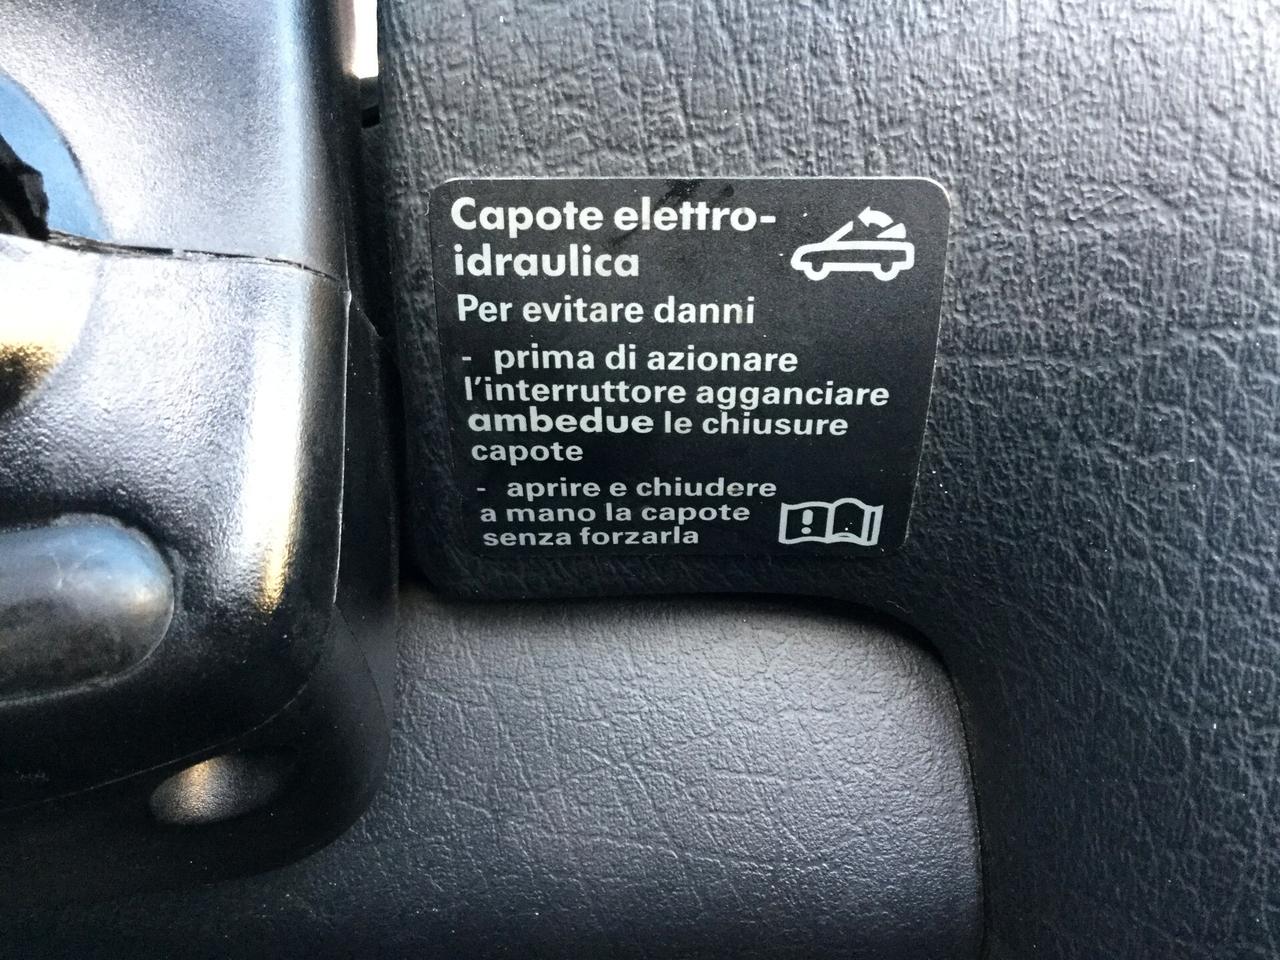 Capote elettro-
idraulica
Per evitare danni
- prima di azionare
l'interruttore agganciare
ambedue le chiusure
capote
- aprire e chiudere
a mano la capote
senza forzarla